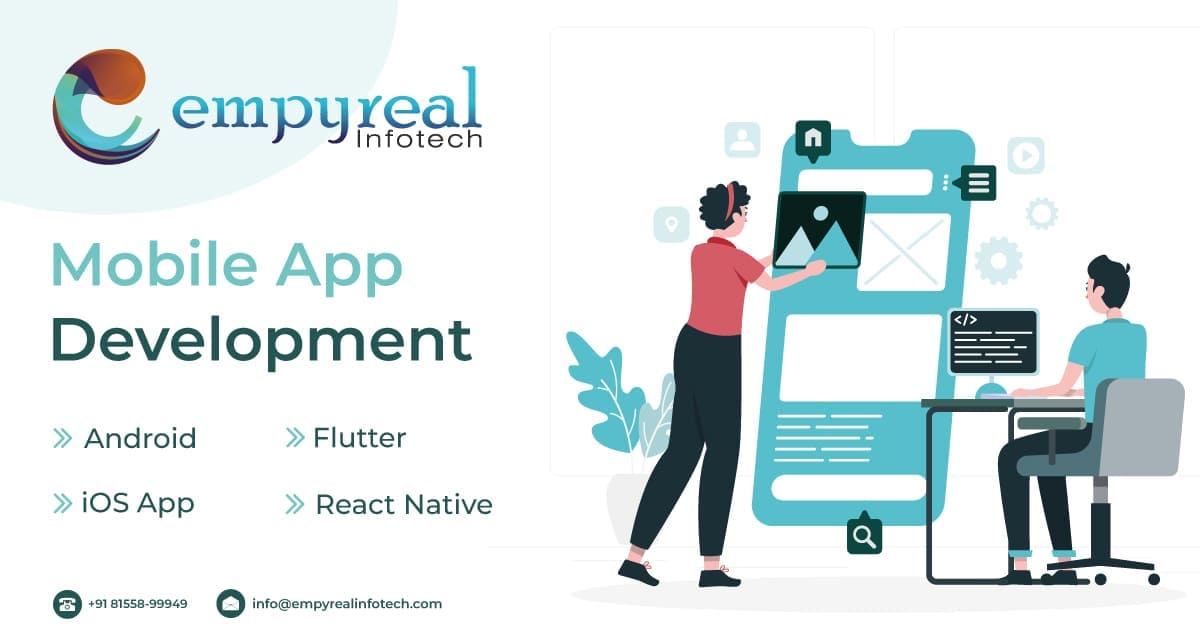 empyreal
Infotech
Mobile App
Development
Android
Flutter
iOS App
React Native
+91 81558-99949
info@empyrealinfotech.com
</>